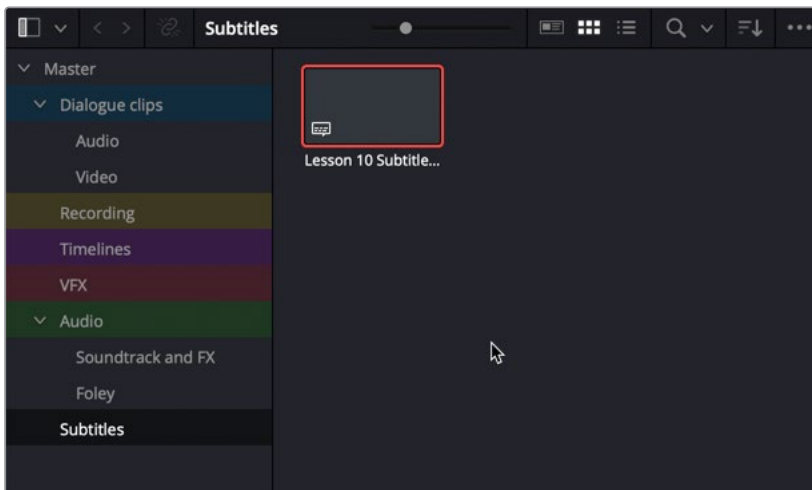 Subtitles
Master
Dialogue clips
Audio
Video
Recording
Timelines
VFX
Audio
Soundtrack and FX
Foley
Subtitles
Lesson 10 Subtitle...